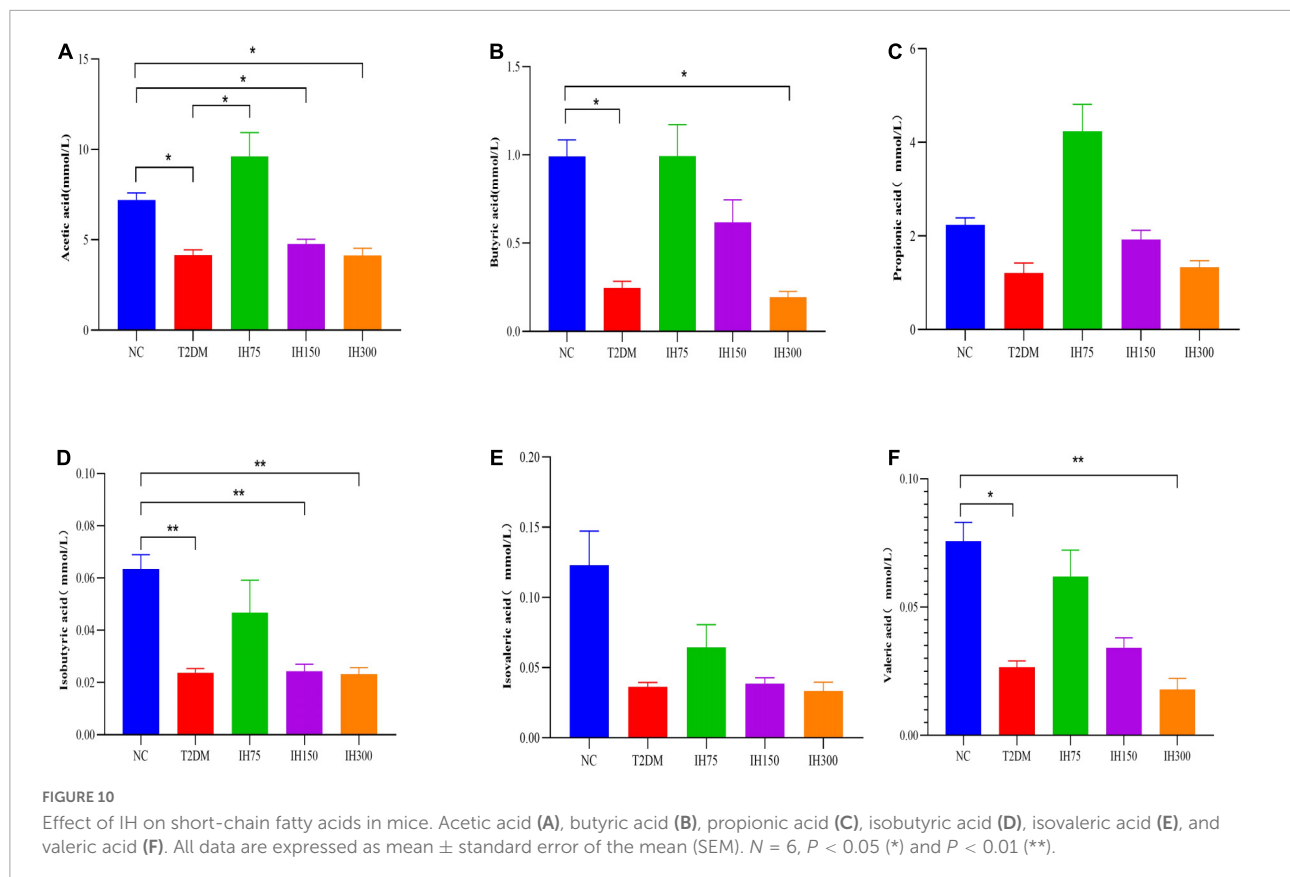 A
Acetic acid(mmol/L)
15
10
5
0
*
*
*
*
NC T2DM IH75 IH150 IH300
B
Butyric acid(mmol/L)
1.5
1.0
0.5
0.0
*
*
NC T2DM IH75 IH150 IH300
C
Propionic acid ( mmol/L)
6
4
2
0
NC T2DM IH75 IH150 IH300
D
Isobutyric acid ( mmol/L)
0.10
0.08
0.06
0.04
0.02
0.00
**
**
**
NC T2DM IH75 IH150 IH300
E
Isovaleric acid ( mmol/L)
0.20
0.15
0.10
0.05
0.00
NC T2DM IH75 IH150 IH300
F
Valeric acid ( mmol/L)
0.10
0.05
0.00
**
*
NC T2DM IH75 IH150 IH300
FIGURE 10
Effect of IH on short-chain fatty acids in mice. Acetic acid (A), butyric acid (B), propionic acid (C), isobutyric acid (D), isovaleric acid (E), and
valeric acid (F). All data are expressed as mean ± standard error of the mean (SEM). N = 6, P < 0.05 (*) and P < 0.01 (**).